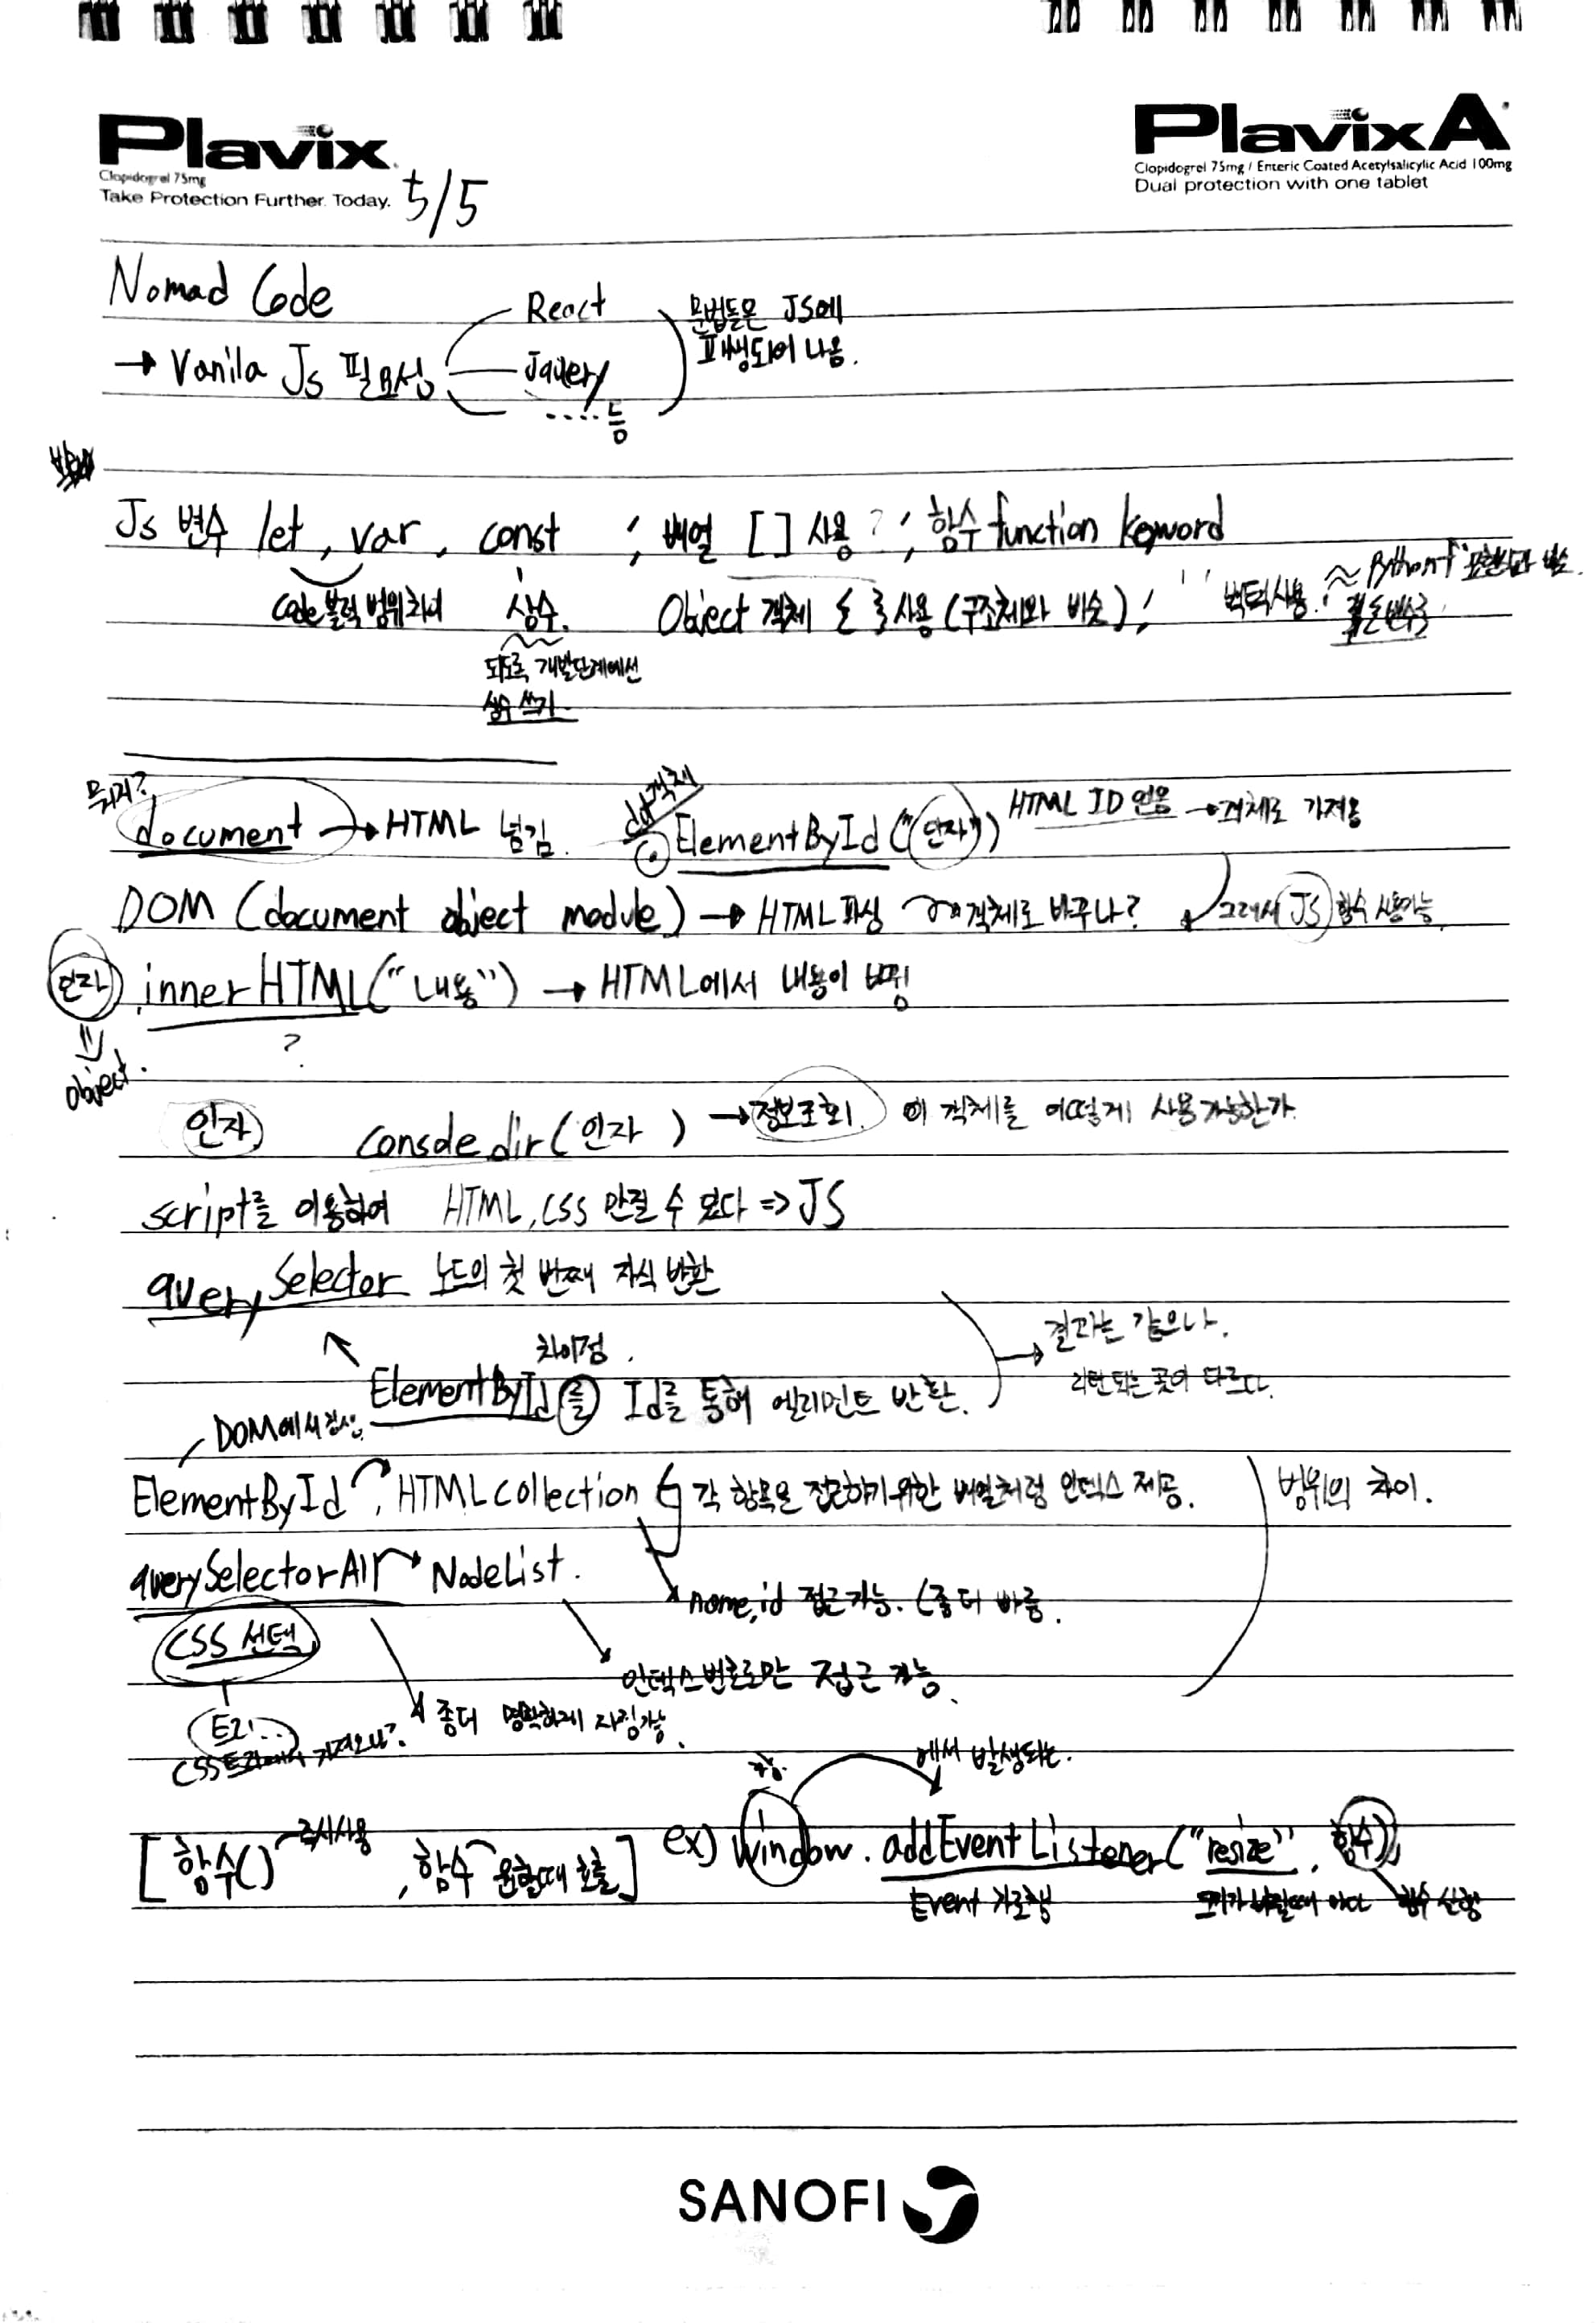 Plavix
Clopidogrel 75mg
Take Protection Further. Today.
5/5
PlavixA
Clopidogrel 75mg / Enteric Coated Acetylsalicylic Acid 100mg
Dual protection with one tablet
Nomad Code
→ Vanila Js 필요성
React
Jquery
....등
문법들은 JS에
파생되어 나옴.
Js 변수 let, var, const ; 배열 [ ] 사용 ? ; 함수 function keyword
code블럭 범위차이 상수. Object 객체 { } 사용 (구조체와 비슷) ; ` ` 백틱사용. ≈ Python f
되도록 개발단계에선
상수 쓰기
뭐지?
document → HTML 넘김. . ElementById ("인자") HTML ID 얻음 → 객체로 가져옴
객체
DOM (document object module) → HTML 파싱 객체로 바꾸나? 그래서 JS 함수 사용가능.
인자 . innerHTML("내용") → HTML에서 내용이 바뀜
?
Object.
인자 console.dir(인자) → 정보조회. 이 객체를 어떻게 사용가능한가.
script를 이용하여 HTML, CSS 만질 수 있다 => JS
querySelector 노드의 첫 번째 자식 반환
차이점.
ElementById 를 Id를 통해 엘리먼트 반환.
결과는 같으나.
리턴되는 곳이 다르다.
DOM에서 검색.
ElementById , HTMLcollection 각 항목을 접근하기위한 배열처럼 인덱스 제공. 범위의 차이.
querySelectorAll → NodeList.
name, id 접근가능. (좀 더 빠름.
CSS 선택
인덱스번호로만 접근 가능.
트리...
좀더 명확하게 지정가능.
CSS트리에서 가져오나?
에서 발생되는.
[함수() 즉시사용 , 함수 원할때 호출] ex) window. addEventListener("resize", 함수);
Event 가로챔 크기가 바뀔때 마다 함수 실행
SANOFI